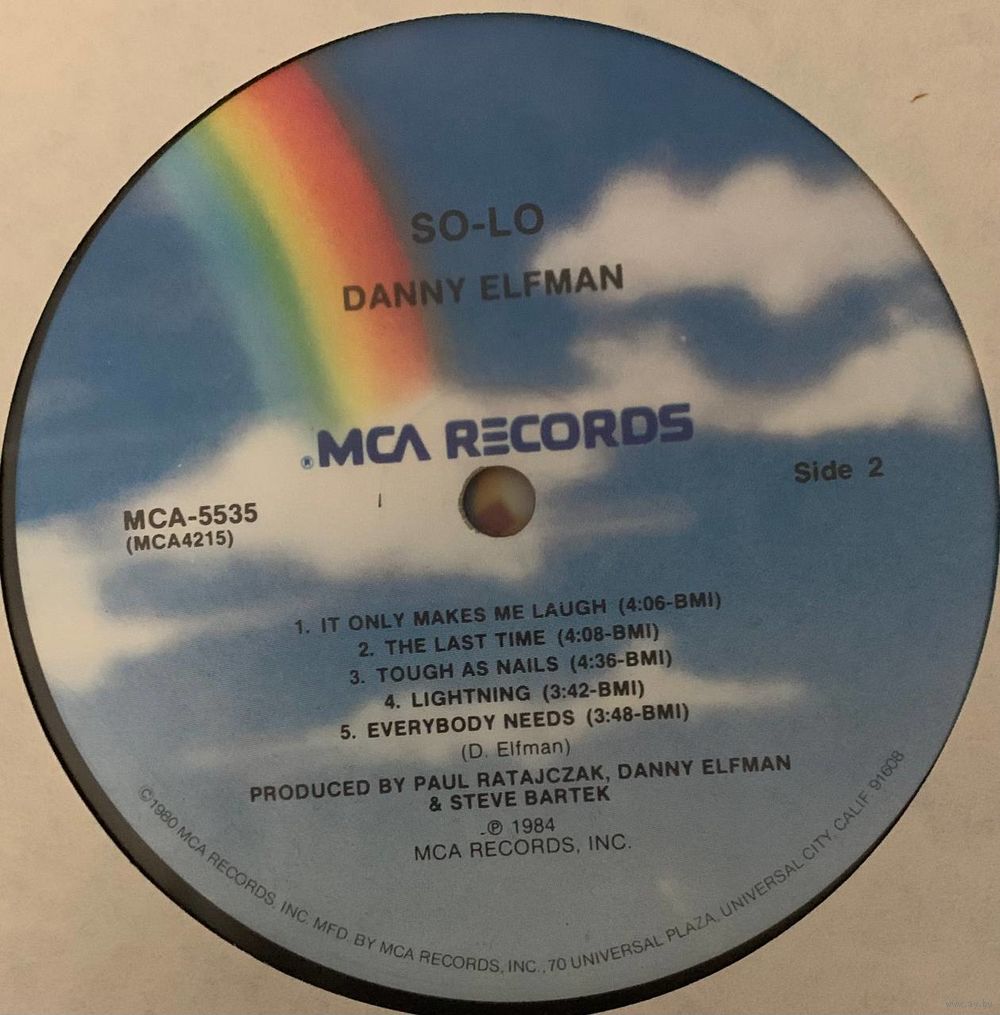 SO-LO
DANNY ELFMAN
®MCA RECORDS
Side 2
MCA-5535
(MCA4215)
1. IT ONLY MAKES ME LAUGH (4:06-BMI)
2. THE LAST TIME (4:08-BMI)
3. TOUGH AS NAILS (4:36-BMI)
4. LIGHTNING (3:42-BMI)
5. EVERYBODY NEEDS (3:48-BMI)
(D. Elfman)
PRODUCED BY PAUL RATAJCZAK, DANNY ELFMAN
& STEVE BARTEK
℗ 1984
MCA RECORDS, INC.
©1980 MCA RECORDS, INC. MFD. BY MCA RECORDS, INC., 70 UNIVERSAL PLAZA, UNIVERSAL CITY, CALIF. 91608